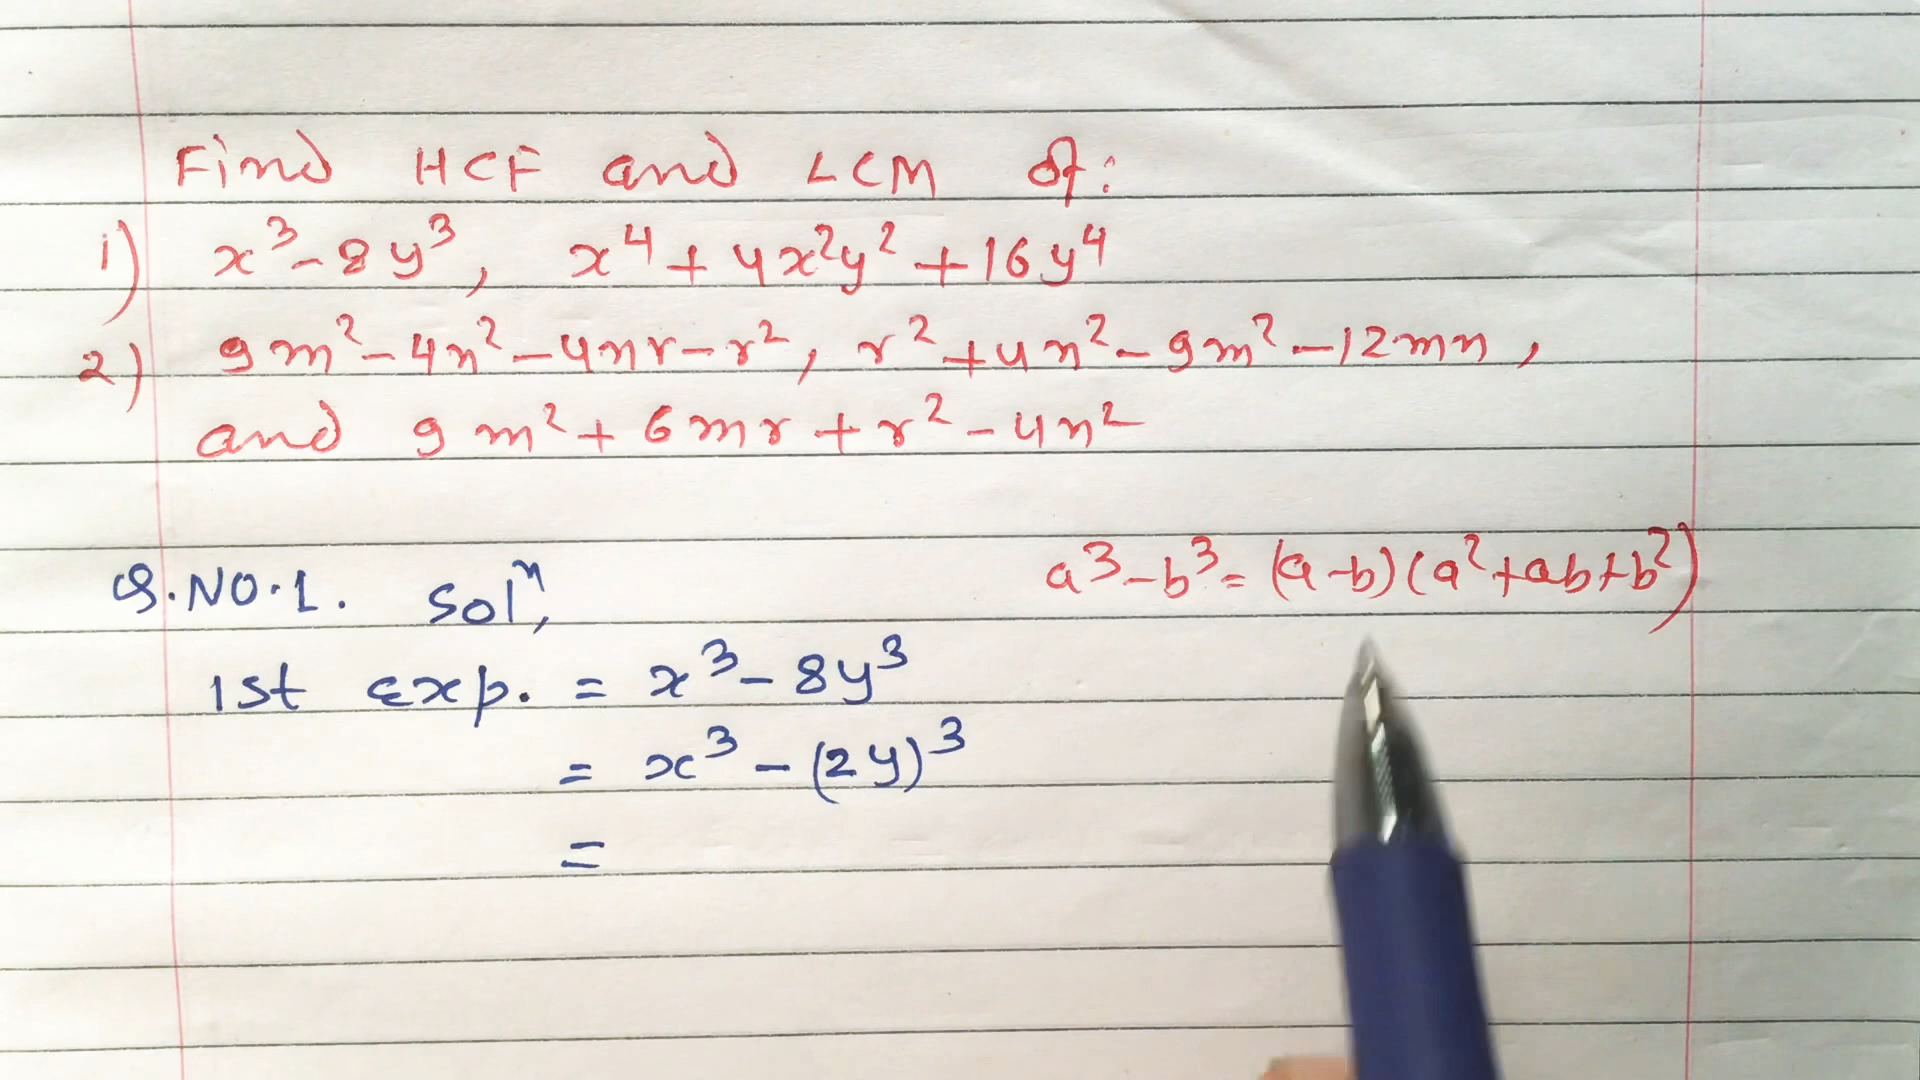 Find HCF and LCM of:
1) x³-8y³, x⁴+4x²y²+16y⁴
2) 9m²-4n²-4nr-r², r²+4n²-9m²-12mn,
and 9m²+6mr+r²-4n²
Q.NO.1. Solⁿ,
a³-b³=(a-b)(a²+ab+b²)
1st exp. = x³-8y³
= x³-(2y)³
=